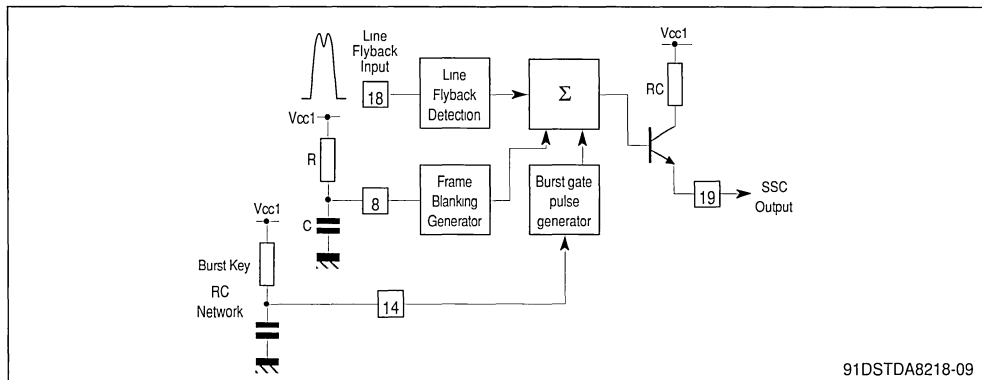 Line
Flyback
Input
18
Line
Flyback
Detection
Σ
Vcc1
RC
Vcc1
R
C
8
Frame
Blanking
Generator
Burst gate
pulse
generator
19
SSC
Output
Vcc1
Burst Key
RC
Network
14
91DSTDA8218-09